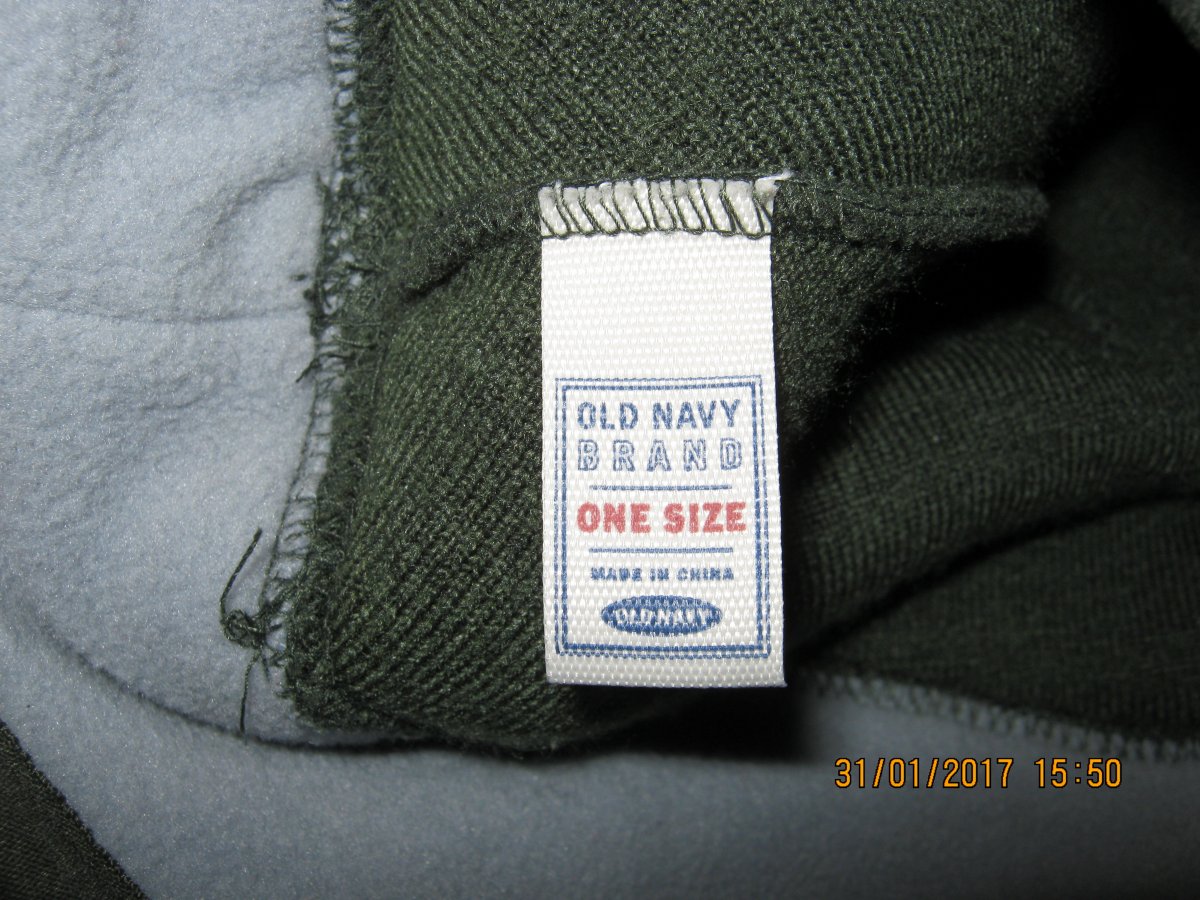 OLD NAVY
BRAND
ONE SIZE
MADE IN CHINA
OLD NAVY
31/01/2017 15:50